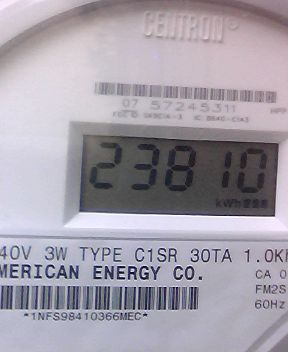 CENTRON®
07 57245311
23810
kWh
40V 3W TYPE C1SR 30TA 1.0K
MERICAN ENERGY CO.
CA 0
FM2S
60Hz
*1NFS98410366MEC*